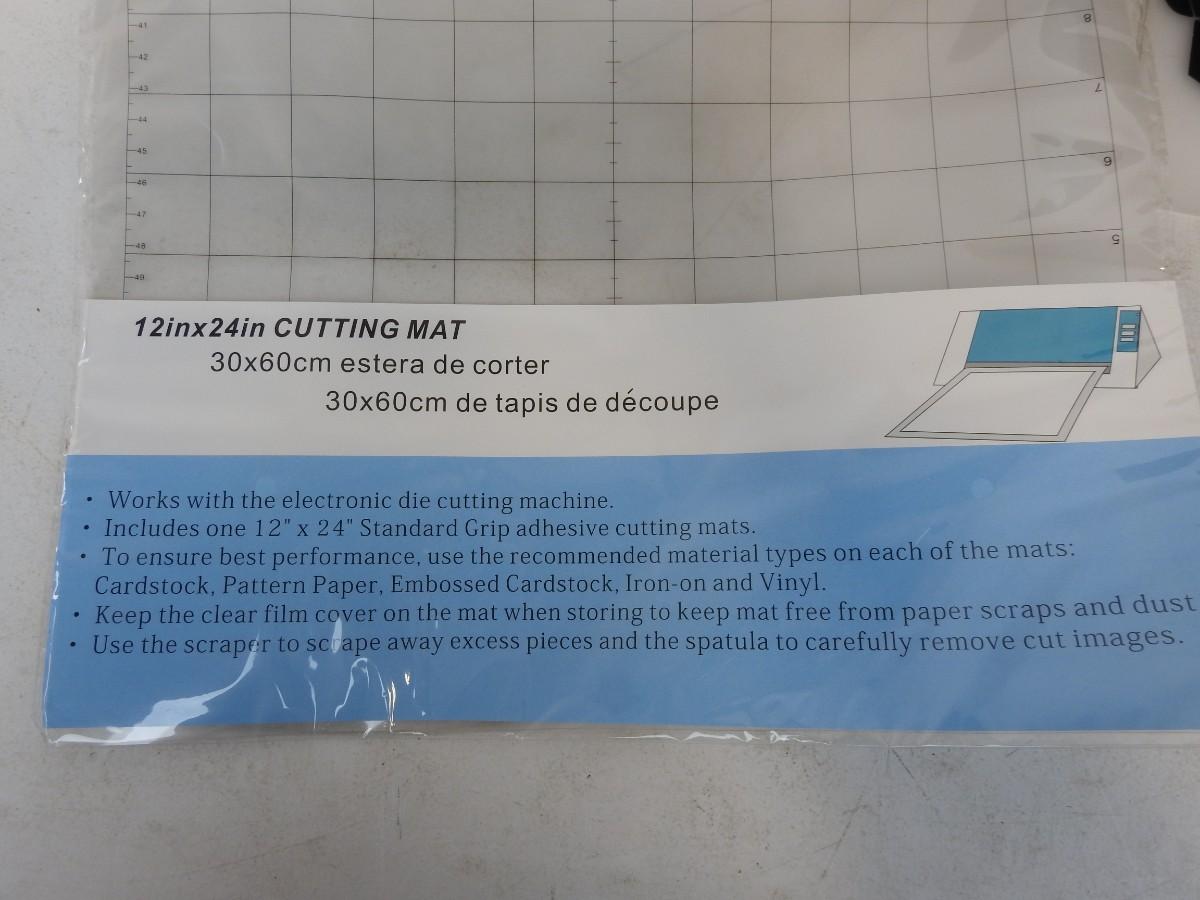 41
8
42
43
7
44
45
6
46
47
5
48
49
12inx24in CUTTING MAT
30x60cm estera de corter
30x60cm de tapis de découpe
• Works with the electronic die cutting machine.
• Includes one 12" x 24" Standard Grip adhesive cutting mats.
• To ensure best performance, use the recommended material types on each of the mats:
Cardstock, Pattern Paper, Embossed Cardstock, Iron-on and Vinyl.
• Keep the clear film cover on the mat when storing to keep mat free from paper scraps and dust
• Use the scraper to scrape away excess pieces and the spatula to carefully remove cut images.